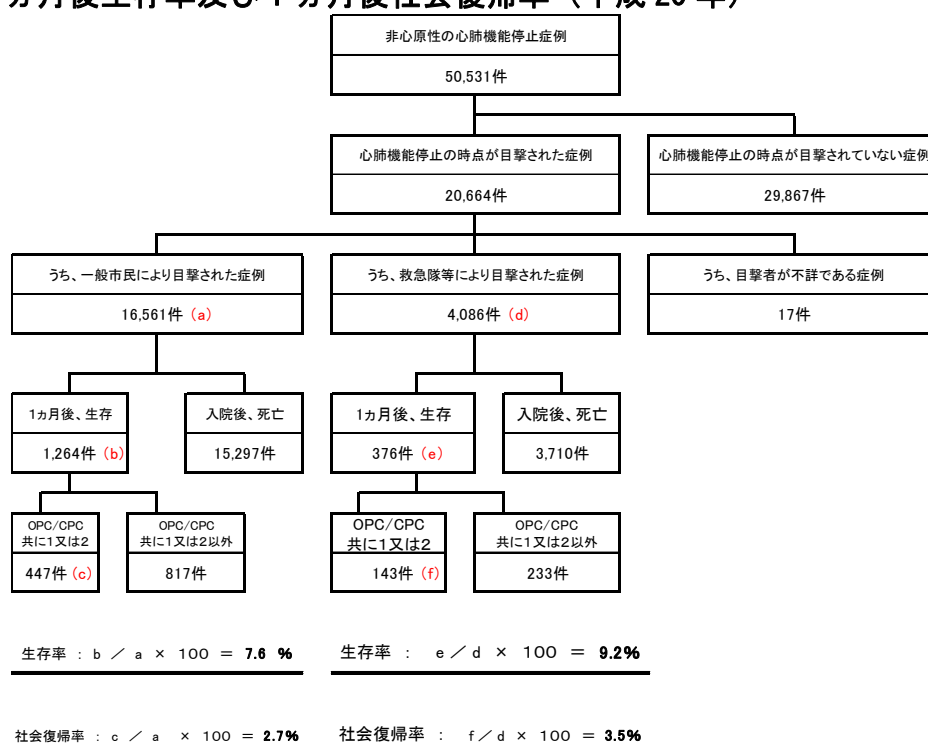 ヵ月後生存率及び1ヵ月後社会復帰率（平成20年）
非心原性の心肺機能停止症例
50,531件
心肺機能停止の時点が目撃された症例
20,664件
心肺機能停止の時点が目撃されていない症例
29,867件
うち、一般市民により目撃された症例
16,561件 (a)
うち、救急隊等により目撃された症例
4,086件 (d)
うち、目撃者が不詳である症例
17件
1ヵ月後、生存
1,264件 (b)
入院後、死亡
15,297件
1ヵ月後、生存
376件 (e)
入院後、死亡
3,710件
OPC/CPC
共に1又は2
447件 (c)
OPC/CPC
共に1又は2以外
817件
OPC/CPC
共に1又は2
143件 (f)
OPC/CPC
共に1又は2以外
233件
生存率 : b ／ a × 100 = 7.6 %
生存率 : e／d × 100 = 9.2%
社会復帰率 : c ／ a × 100 = 2.7%
社会復帰率 : f／d × 100 = 3.5%